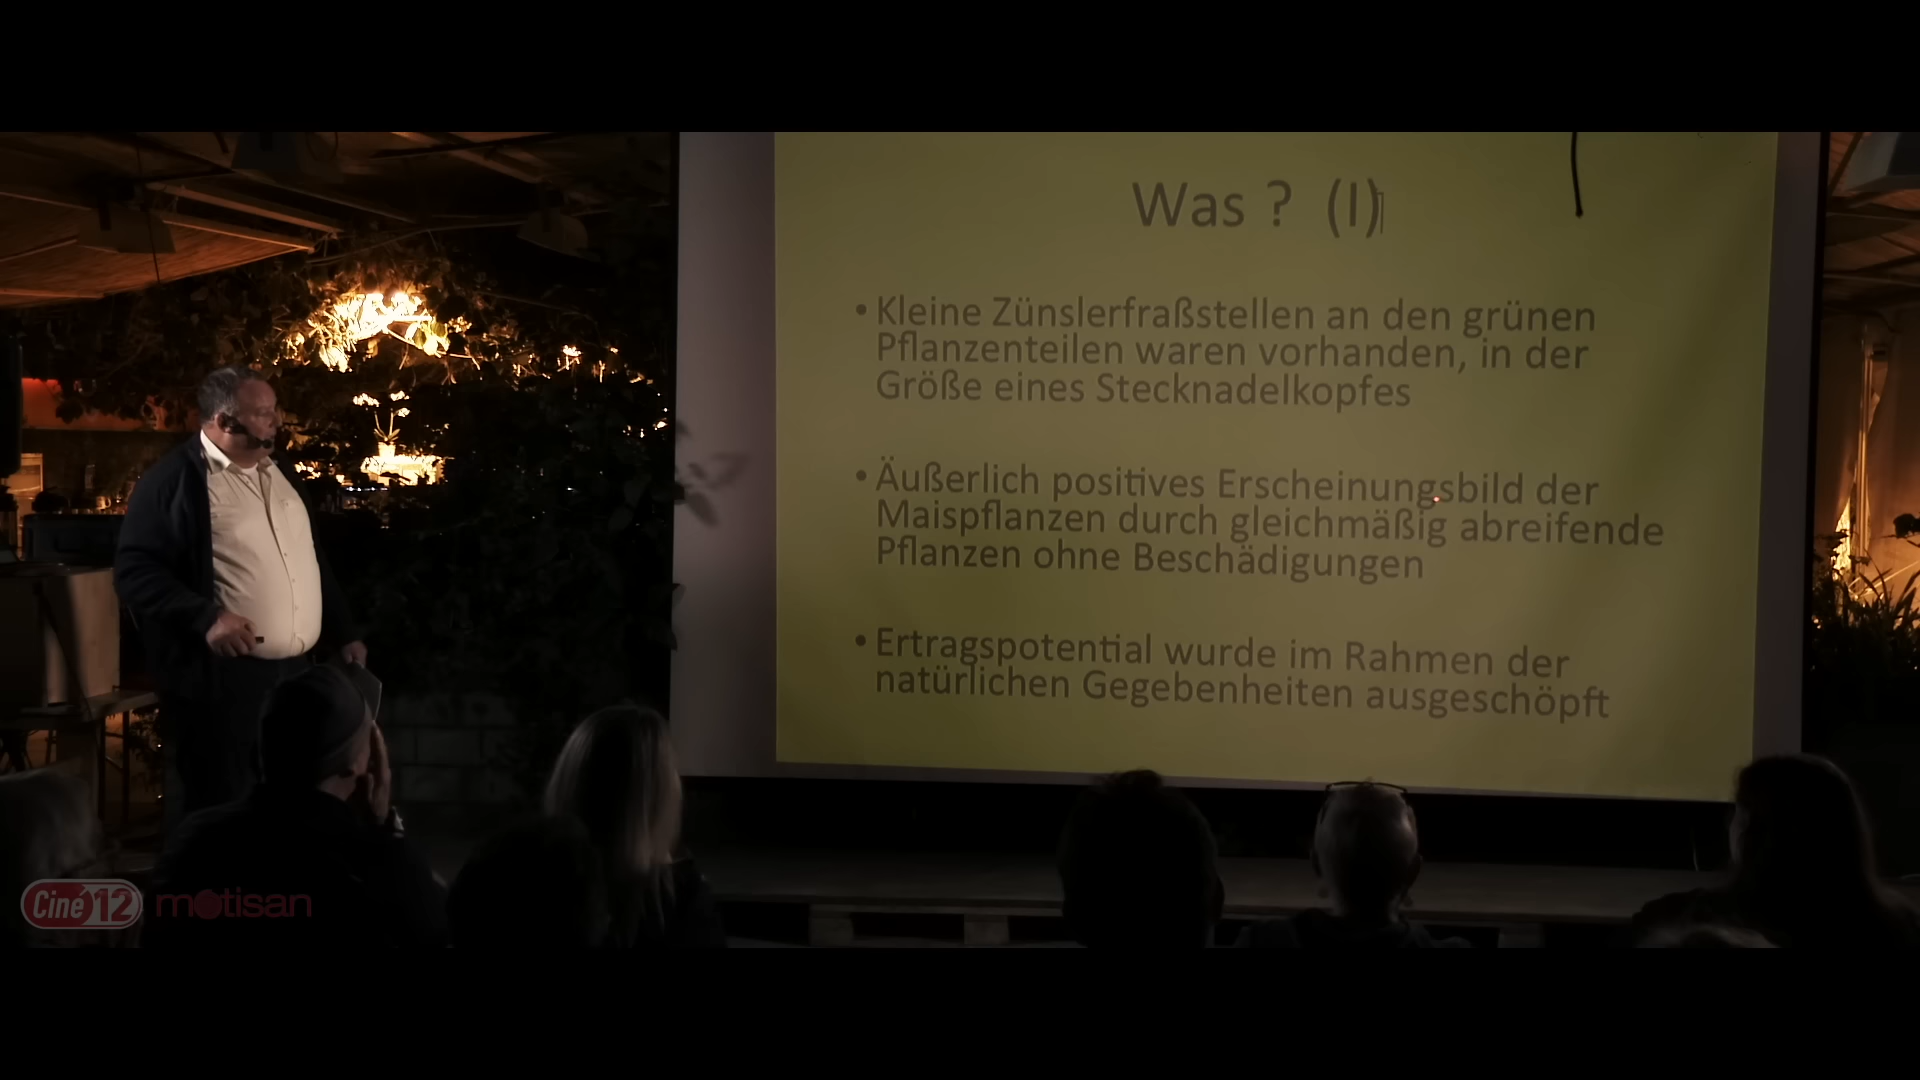 Was ? (I)
• Kleine Zünslerfraßstellen an den grünen
Pflanzenteilen waren vorhanden, in der
Größe eines Stecknadelkopfes
• Äußerlich positives Erscheinungsbild der
Maispflanzen durch gleichmäßig abreifende
Pflanzen ohne Beschädigungen
• Ertragspotential wurde im Rahmen der
natürlichen Gegebenheiten ausgeschöpft
Ciné 12 motisan